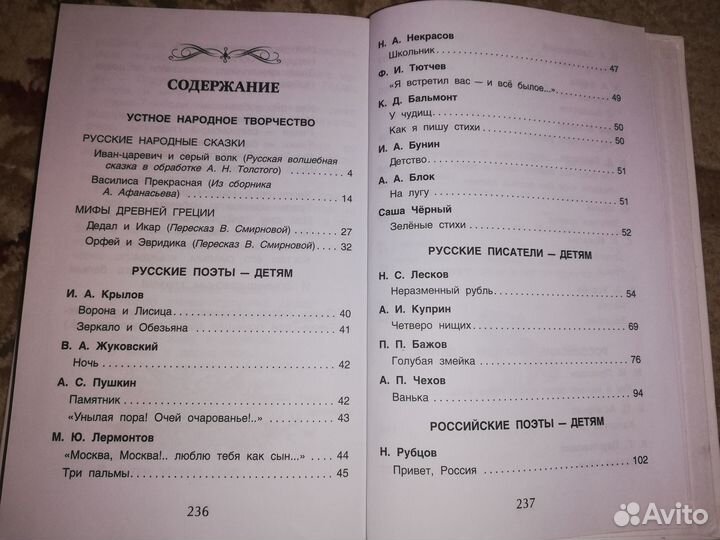 СОДЕРЖАНИЕ
УСТНОЕ НАРОДНОЕ ТВОРЧЕСТВО
РУССКИЕ НАРОДНЫЕ СКАЗКИ
Иван-царевич и серый волк (Русская волшебная
сказка в обработке А. Н. Толстого) . . . . . 4
Василиса Прекрасная (Из сборника
А. Афанасьева) . . . . . 14
МИФЫ ДРЕВНЕЙ ГРЕЦИИ
Дедал и Икар (Пересказ В. Смирновой) . . . . . 27
Орфей и Эвридика (Пересказ В. Смирновой) . . . . 32
РУССКИЕ ПОЭТЫ — ДЕТЯМ
И. А. Крылов
Ворона и Лисица . . . . . 40
Зеркало и Обезьяна . . . . . 41
В. А. Жуковский
Ночь . . . . . 42
А. С. Пушкин
Памятник . . . . . 42
«Унылая пора! Очей очарованье!..» . . . . . 43
М. Ю. Лермонтов
«Москва, Москва!.. люблю тебя как сын...» . . . . . 44
Три пальмы . . . . . 45
236
Н. А. Некрасов
Школьник . . . . . 47
Ф. И. Тютчев
"Я встретил вас — и всё былое..." . . . . . 49
К. Д. Бальмонт
У чудищ . . . . . 50
Как я пишу стихи . . . . . 50
И. А. Бунин
Детство . . . . . 51
А. А. Блок
На лугу . . . . . 51
Саша Чёрный
Зелёные стихи . . . . . 52
РУССКИЕ ПИСАТЕЛИ — ДЕТЯМ
Н. С. Лесков
Неразменный рубль . . . . . 54
А. И. Куприн
Четверо нищих . . . . . 69
П. П. Бажов
Голубая змейка . . . . . 76
А. П. Чехов
Ванька . . . . . 94
РОССИЙСКИЕ ПОЭТЫ — ДЕТЯМ
Н. Рубцов
Привет, Россия . . . . . 102
237
Avito